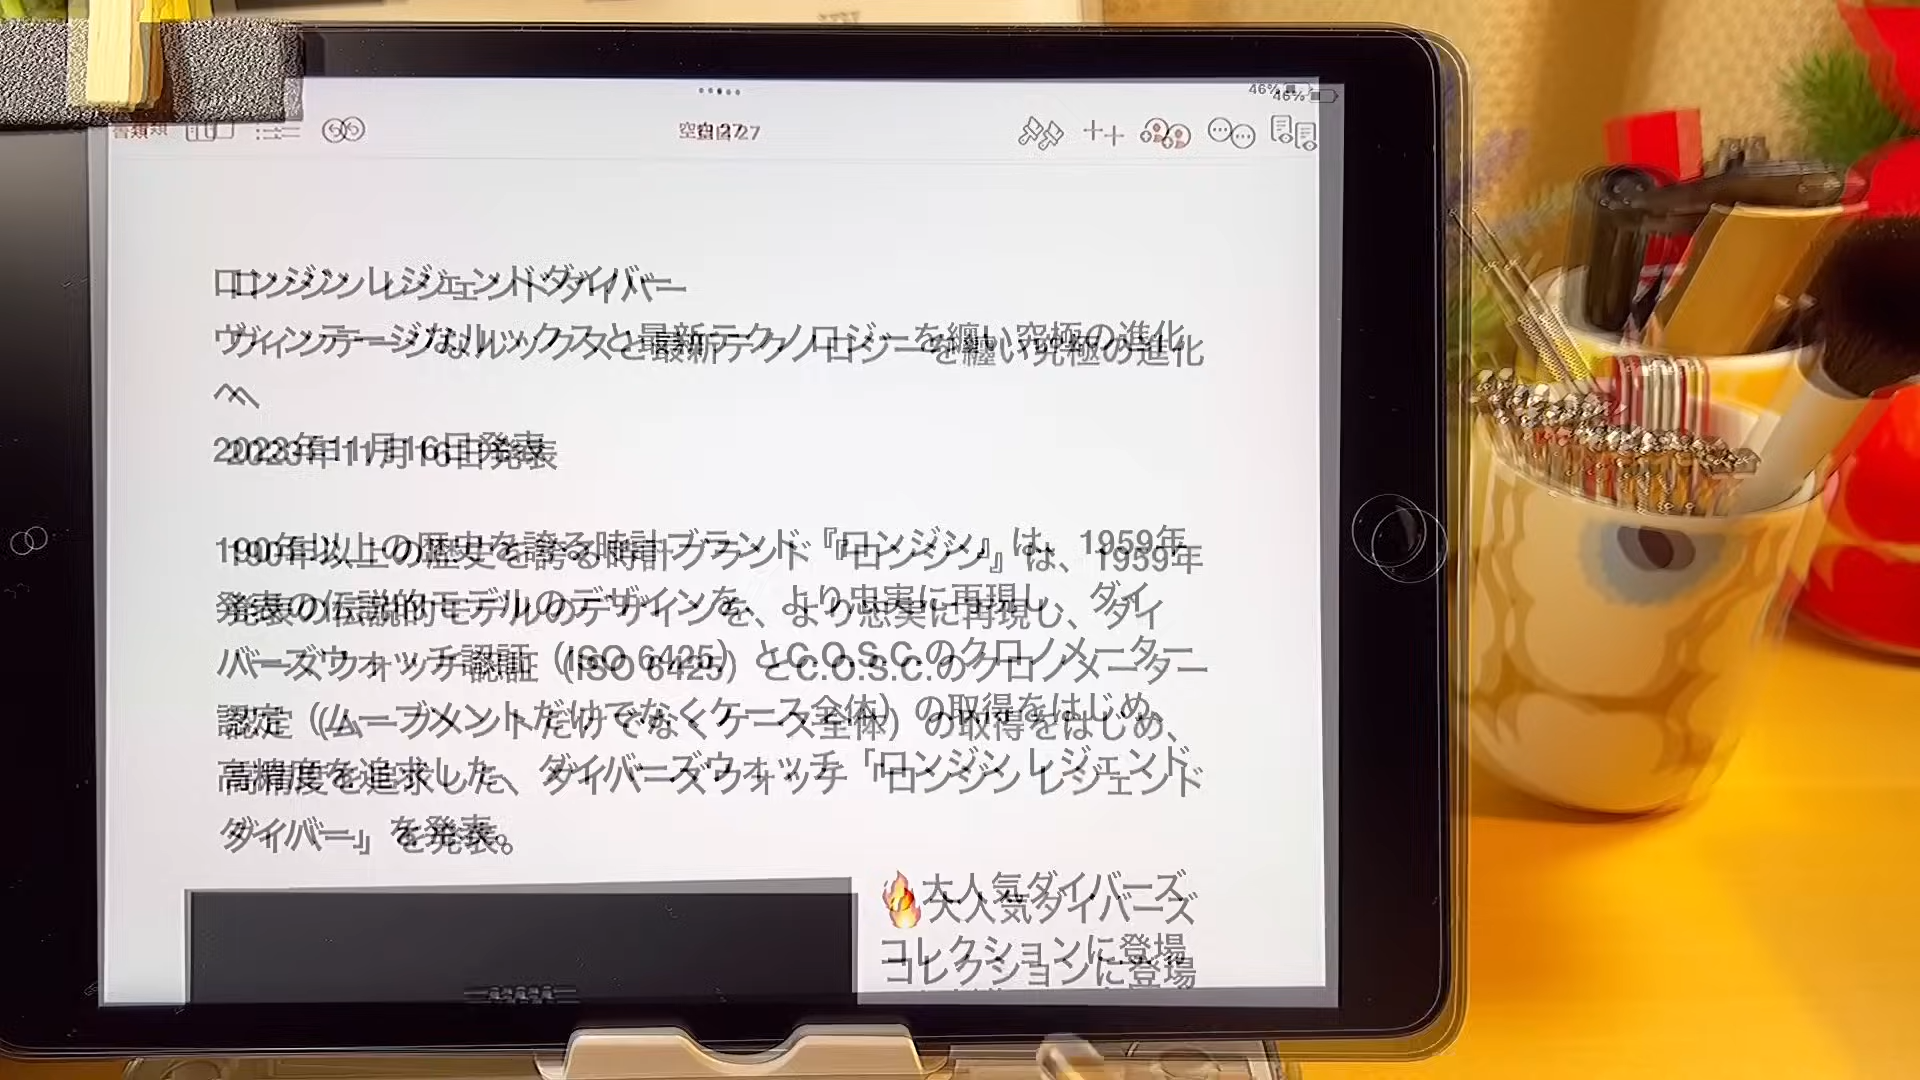 46%
書類
空白 27
ロンジン レジェンドダイバー
ヴィンテージなルックスと最新テクノロジーを纏い究極の進化
へ
2023年11月16日発表
190年以上の歴史を誇る時計ブランド『ロンジン』は、1959年
発表の伝説的モデルのデザインを、より忠実に再現し、ダイ
バーズウォッチ認証（ISO 6425）とC.O.S.C.のクロノメーター
認定（ムーブメントだけでなくケース全体）の取得をはじめ、
高精度を追求した、ダイバーズウォッチ「ロンジン レジェンド
ダイバー」を発表。
🔥大人気ダイバーズ
コレクションに登場